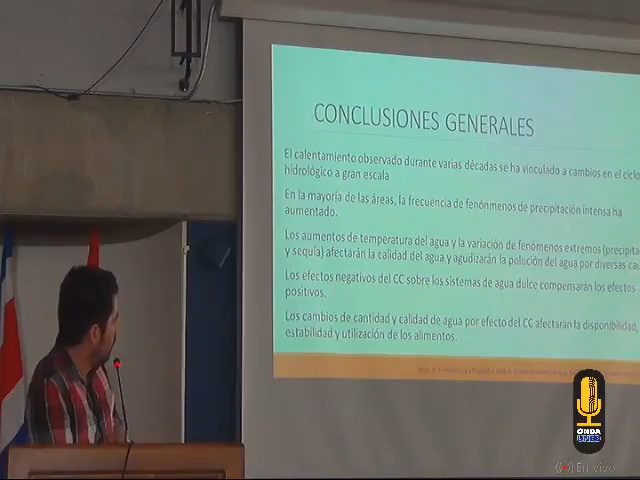 CONCLUSIONES GENERALES
El calentamiento observado durante varias décadas se ha vinculado a cambios en el ciclo
hidrológico a gran escala
En la mayoría de las áreas, la frecuencia de fenónmenos de precipitación intensa ha
aumentado.
Los aumentos de temperatura del agua y la variación de fenómenos extremos (precipita
y sequía) afectarán la calidad del agua y agudizarán la polución del agua por diversas cau
Los efectos negativos del CC sobre los sistemas de agua dulce compensarán los efectos
positivos.
Los cambios de cantidad y calidad de agua por efecto del CC afectarán la disponibilidad,
estabilidad y utilización de los alimentos.
ONDA
UNED
En vivo